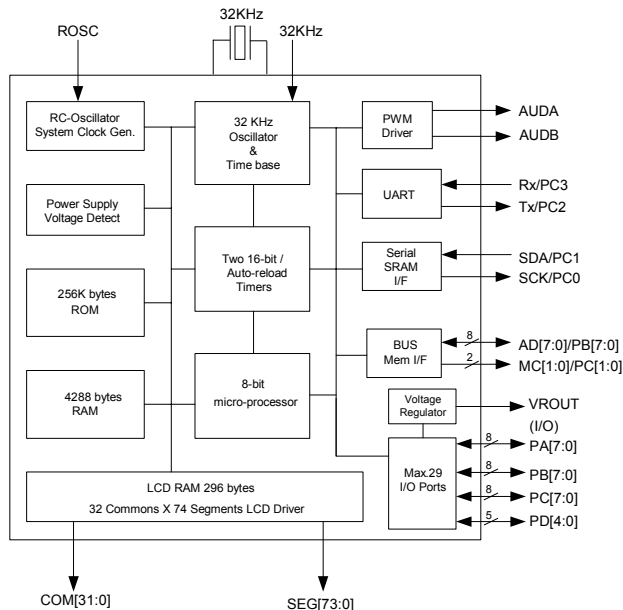 32KHz
ROSC
32KHz
RC-Oscillator
System Clock Gen.
32 KHz
Oscillator
&
Time base
PWM
Driver
AUDA
AUDB
Power Supply
Voltage Detect
UART
Rx/PC3
Tx/PC2
Two 16-bit /
Auto-reload
Timers
Serial
SRAM
I/F
SDA/PC1
SCK/PC0
256K bytes
ROM
BUS
Mem I/F
8
AD[7:0]/PB[7:0]
2
MC[1:0]/PC[1:0]
4288 bytes
RAM
8-bit
micro-processor
Voltage
Regulator
VROUT
(I/O)
Max.29
I/O Ports
8
PA[7:0]
8
PB[7:0]
8
PC[7:0]
5
PD[4:0]
LCD RAM 296 bytes
32 Commons X 74 Segments LCD Driver
COM[31:0]
SEG[73:0]